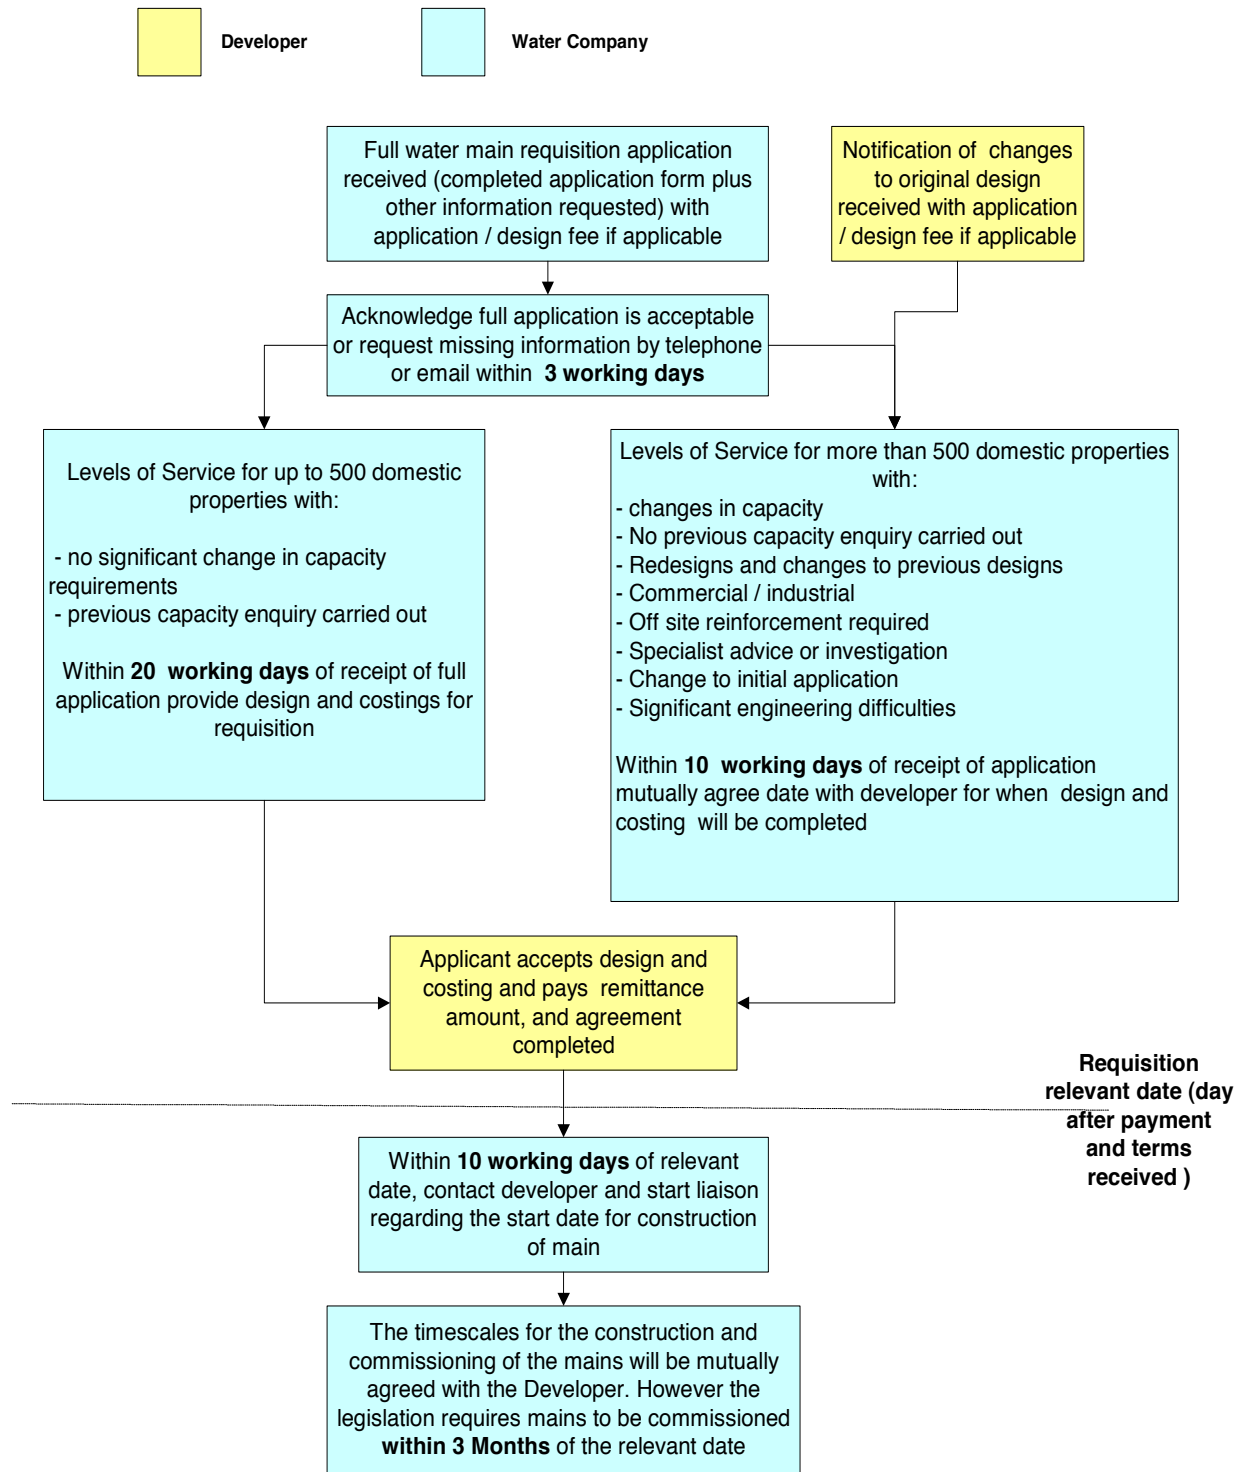 Developer
Water Company
Full water main requisition application
received (completed application form plus
other information requested) with
application / design fee if applicable
Notification of changes
to original design
received with application
/ design fee if applicable
Acknowledge full application is acceptable
or request missing information by telephone
or email within 3 working days
Levels of Service for up to 500 domestic
properties with:
- no significant change in capacity
requirements
- previous capacity enquiry carried out
Within 20 working days of receipt of full
application provide design and costings for
requisition
Levels of Service for more than 500 domestic properties
with:
- changes in capacity
- No previous capacity enquiry carried out
- Redesigns and changes to previous designs
- Commercial / industrial
- Off site reinforcement required
- Specialist advice or investigation
- Change to initial application
- Significant engineering difficulties
Within 10 working days of receipt of application
mutually agree date with developer for when design and
costing will be completed
Applicant accepts design and
costing and pays remittance
amount, and agreement
completed
Requisition
relevant date (day
after payment
and terms
received )
Within 10 working days of relevant
date, contact developer and start liaison
regarding the start date for construction
of main
The timescales for the construction and
commissioning of the mains will be mutually
agreed with the Developer. However the
legislation requires mains to be commissioned
within 3 Months of the relevant date